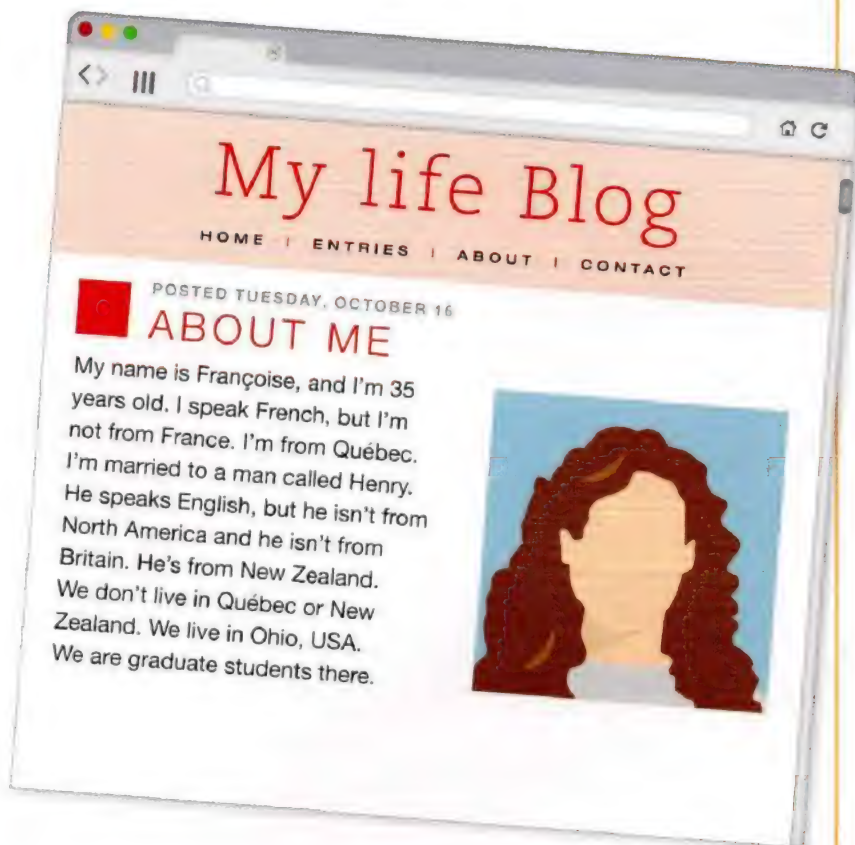 My life Blog
HOME | ENTRIES | ABOUT | CONTACT
POSTED TUESDAY, OCTOBER 16
ABOUT ME
My name is Françoise, and I'm 35
years old. I speak French, but I'm
not from France. I'm from Québec.
I'm married to a man called Henry.
He speaks English, but he isn't from
North America and he isn't from
Britain. He's from New Zealand.
We don't live in Québec or New
Zealand. We live in Ohio, USA.
We are graduate students there.